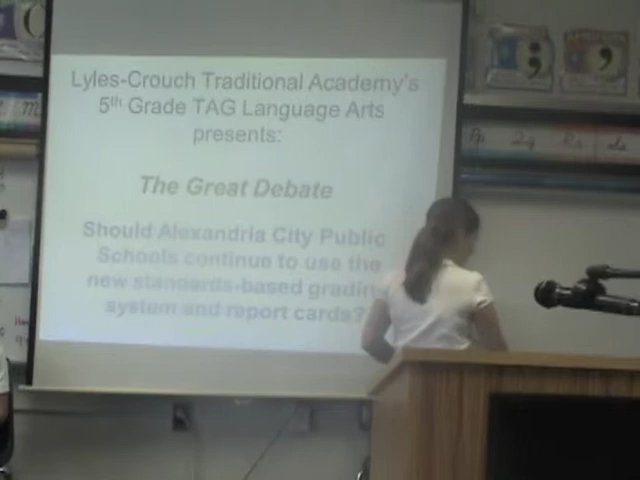 Lyles-Crouch Traditional Academy's
5th Grade TAG Language Arts
presents:
The Great Debate
Should Alexandria City Public
Schools continue to use the
new standards-based grading
system and report cards?